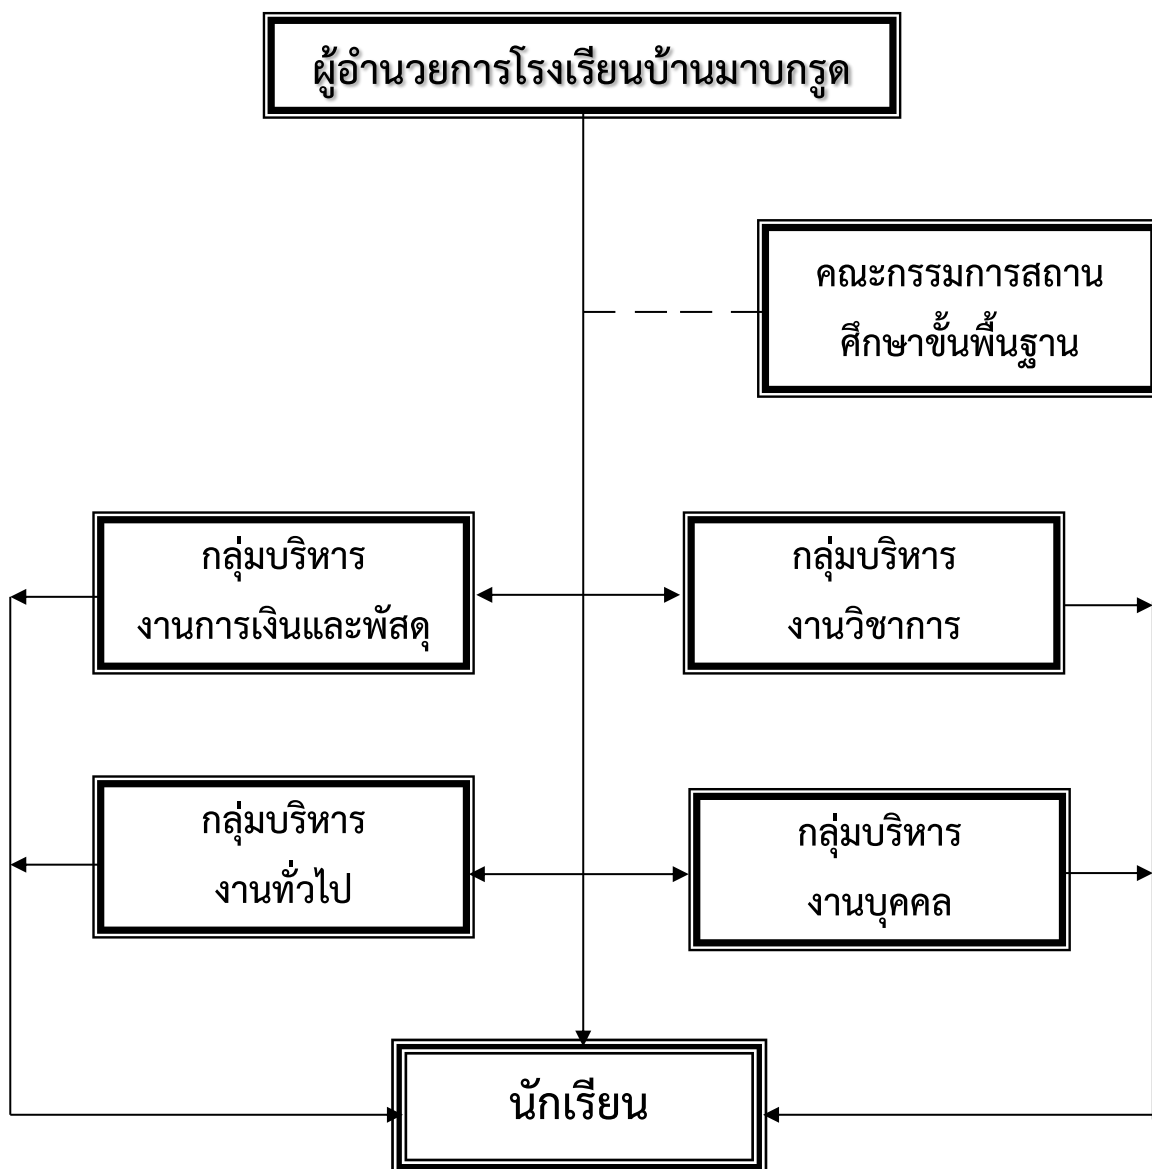 ผู้อำนวยการโรงเรียนบ้านมาบกรูด
คณะกรรมการสถาน
ศึกษาขั้นพื้นฐาน
กลุ่มบริหาร
งานการเงินและพัสดุ
กลุ่มบริหาร
งานวิชาการ
กลุ่มบริหาร
งานทั่วไป
กลุ่มบริหาร
งานบุคคล
นักเรียน